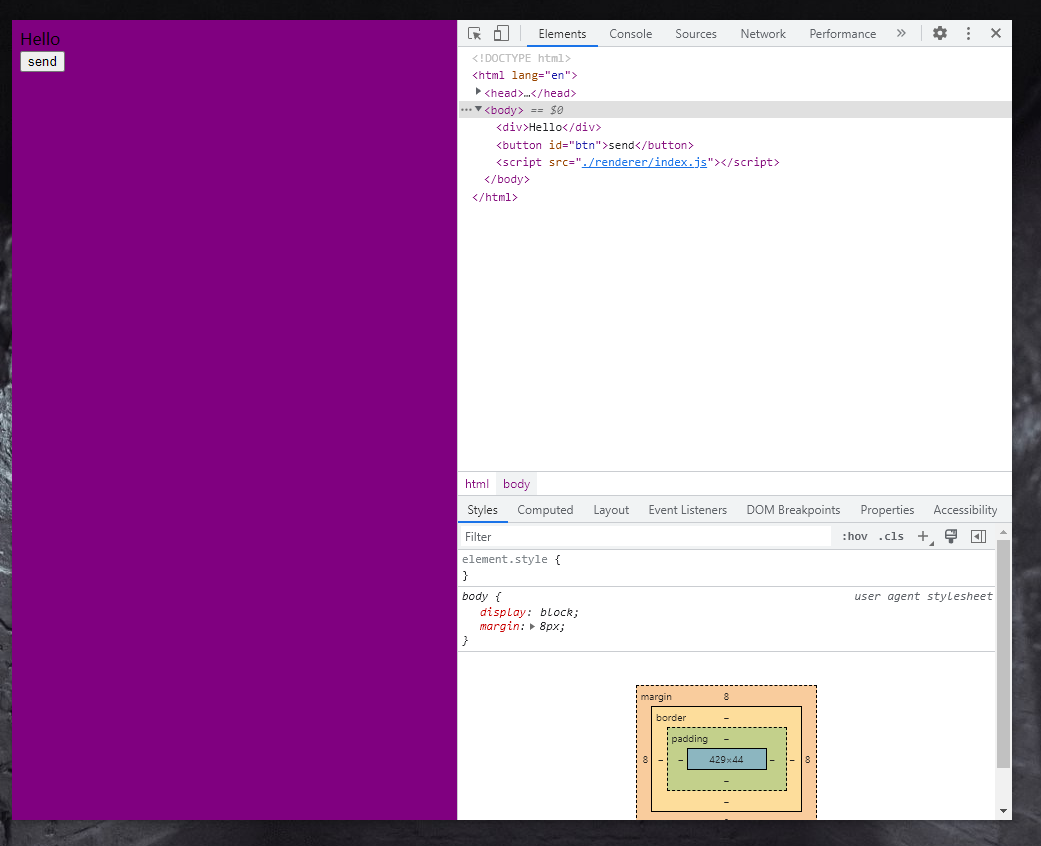 Hello
send
Elements Console Sources Network Performance »
<!DOCTYPE html>
<html lang="en">
<head>…</head>
<body> == $0
<div>Hello</div>
<button id="btn">send</button>
<script src="./renderer/index.js"></script>
</body>
</html>
html body
Styles Computed Layout Event Listeners DOM Breakpoints Properties Accessibility
Filter :hov .cls +
element.style {
}
body { user agent stylesheet
display: block;
margin: 8px;
}
margin 8
border –
padding –
8 – – 429×44 – – 8
–
–